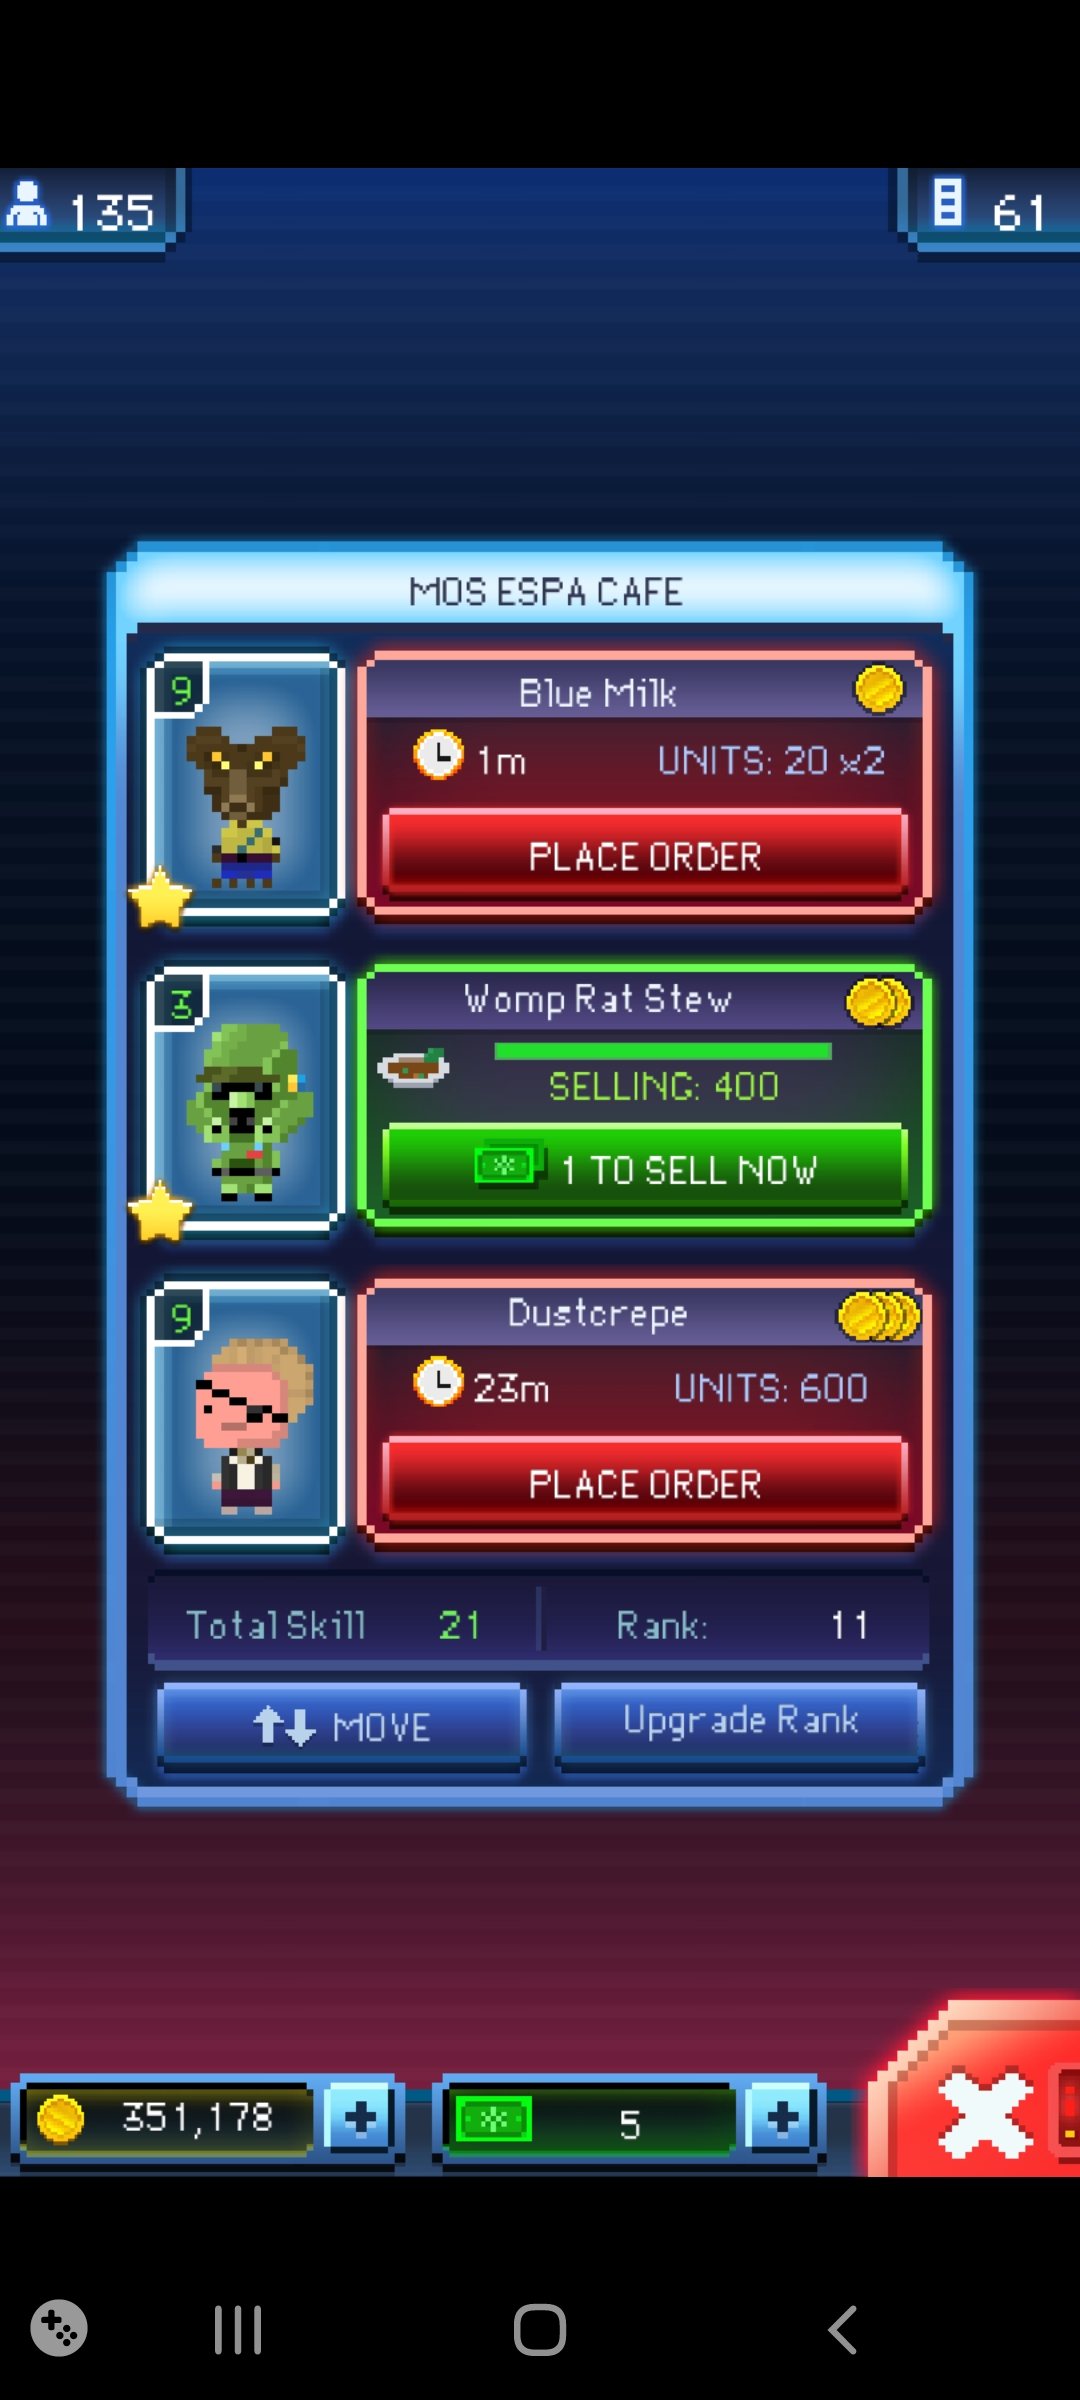 135
61
MOS ESPA CAFE
9
Blue Milk
1m UNITS: 20 x2
PLACE ORDER
3
Womp Rat Stew
SELLING: 400
1 TO SELL NOW
9
Dustcrepe
23m UNITS: 600
PLACE ORDER
Total Skill 21 Rank: 11
MOVE Upgrade Rank
351,178 5